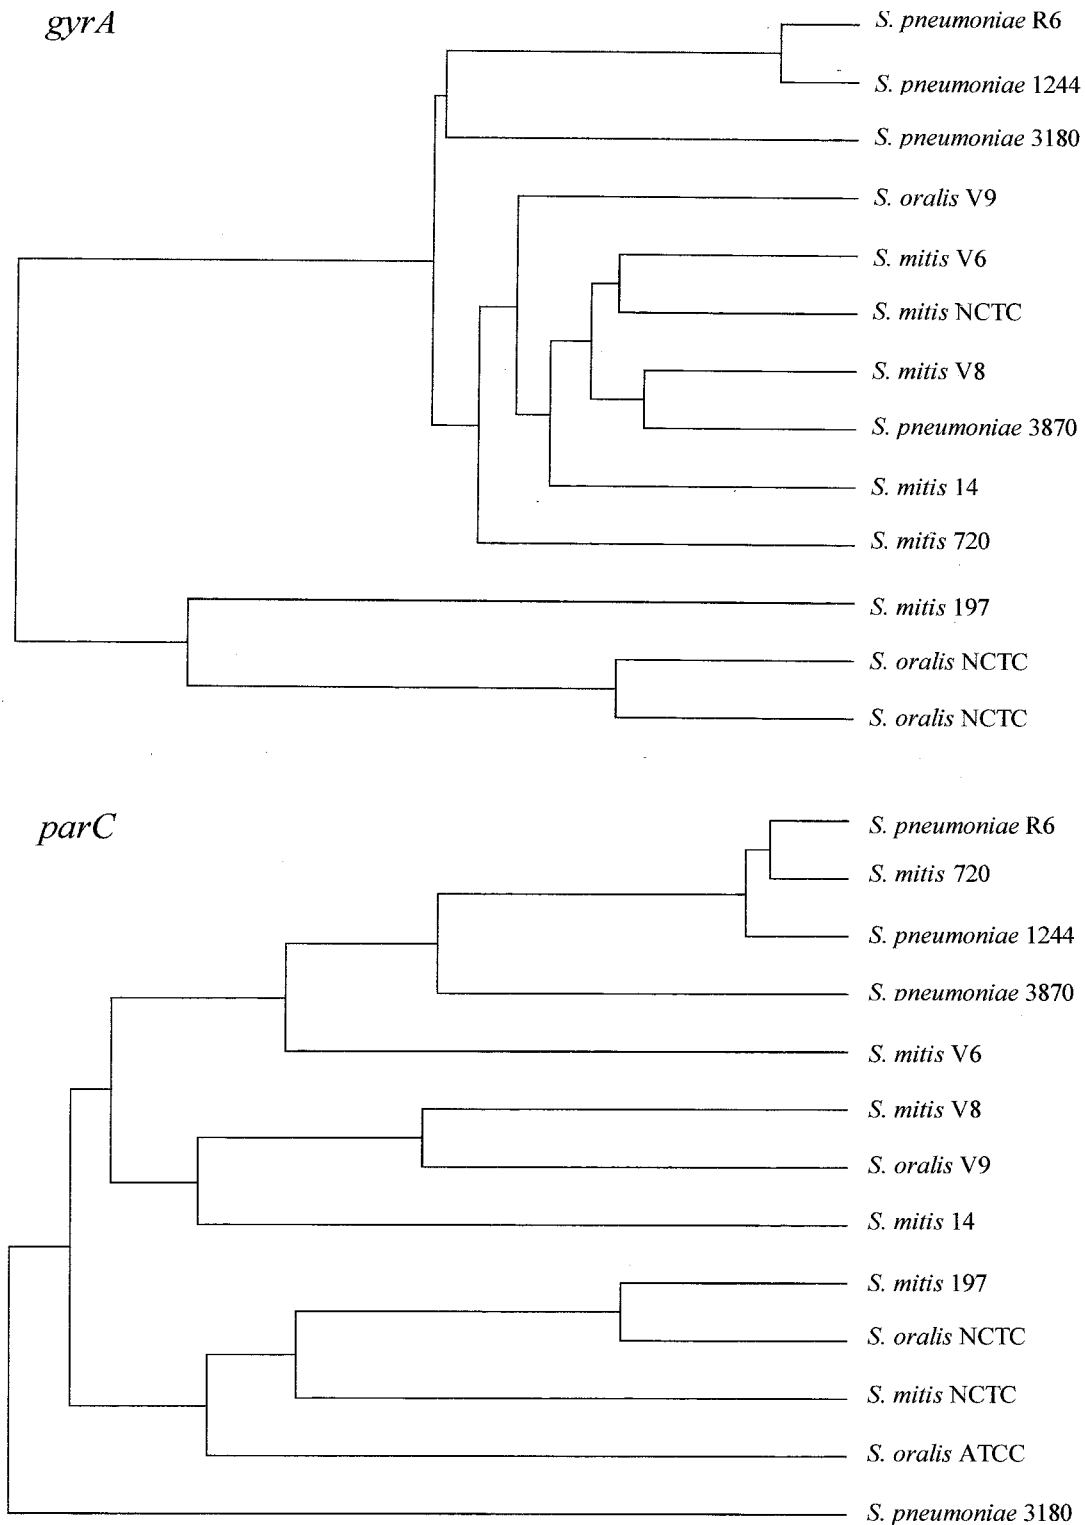 gyrA
S. pneumoniae R6
S. pneumoniae 1244
S. pneumoniae 3180
S. oralis V9
S. mitis V6
S. mitis NCTC
S. mitis V8
S. pneumoniae 3870
S. mitis 14
S. mitis 720
S. mitis 197
S. oralis NCTC
S. oralis NCTC
parC
S. pneumoniae R6
S. mitis 720
S. pneumoniae 1244
S. pneumoniae 3870
S. mitis V6
S. mitis V8
S. oralis V9
S. mitis 14
S. mitis 197
S. oralis NCTC
S. mitis NCTC
S. oralis ATCC
S. pneumoniae 3180